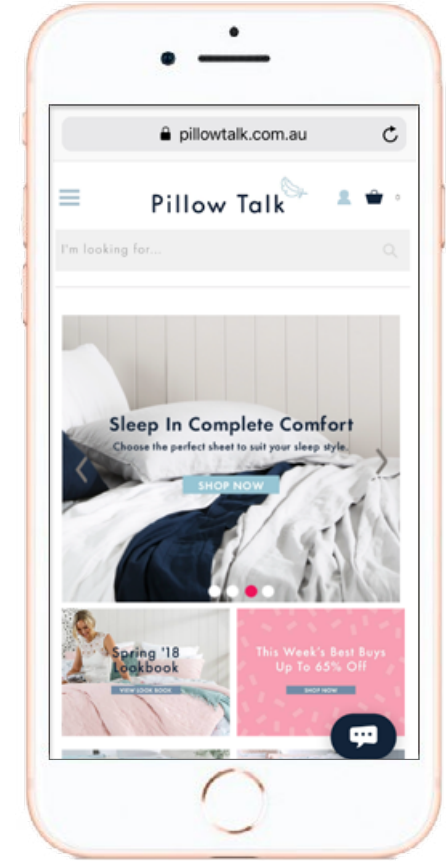 pillowtalk.com.au
Pillow Talk
0
I'm looking for...
Sleep In Complete Comfort
Choose the perfect sheet to suit your sleep style.
SHOP NOW
Spring '18
Lookbook
VIEW LOOK BOOK
This Week's Best Buys
Up To 65% Off
SHOP NOW